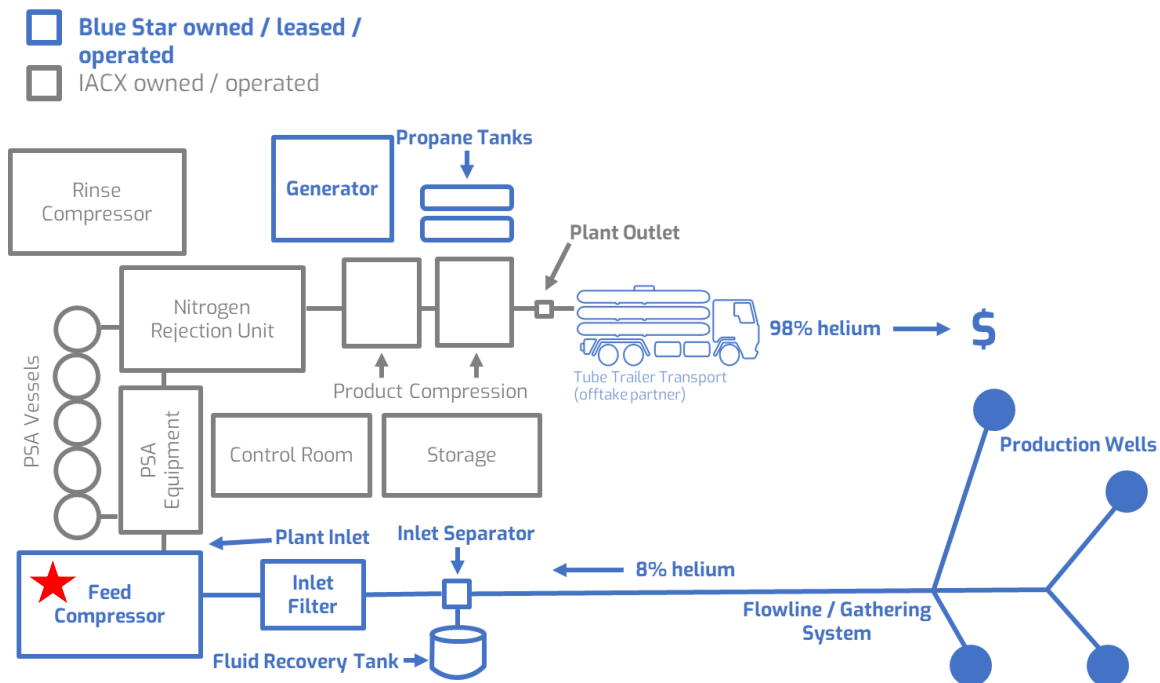 Blue Star owned / leased /
operated
IACX owned / operated
Propane Tanks
Rinse
Compressor
Generator
Plant Outlet
Nitrogen
Rejection Unit
98% helium
$
Tube Trailer Transport
(offtake partner)
Product Compression
PSA Vessels
PSA
Equipment
Control Room
Storage
Production Wells
Plant Inlet
Inlet Separator
8% helium
Feed
Compressor
Inlet
Filter
Flowline / Gathering
System
Fluid Recovery Tank